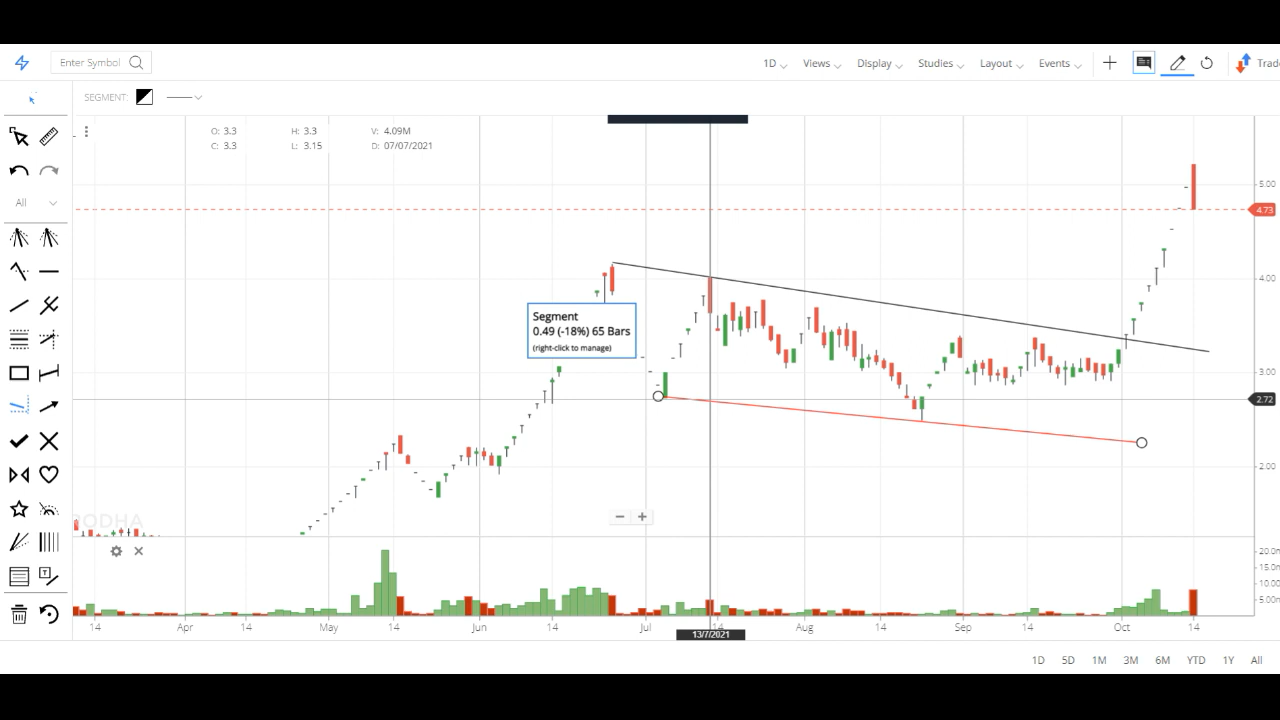 Enter Symbol
1D Views Display Studies Layout Events Trade
SEGMENT:
O: 3.3 H: 3.3 V: 4.09M
C: 3.3 L: 3.15 D: 07/07/2021
All
5.00
4.73
4.00
Segment
0.49 (-18%) 65 Bars
(right-click to manage)
3.00
2.72
2.00
20.0m
15.0m
10.0m
5.00m
14 Apr 14 May 14 Jun 14 Jul 14 Aug 14 Sep 14 Oct 14
13/7/2021
1D 5D 1M 3M 6M YTD 1Y All